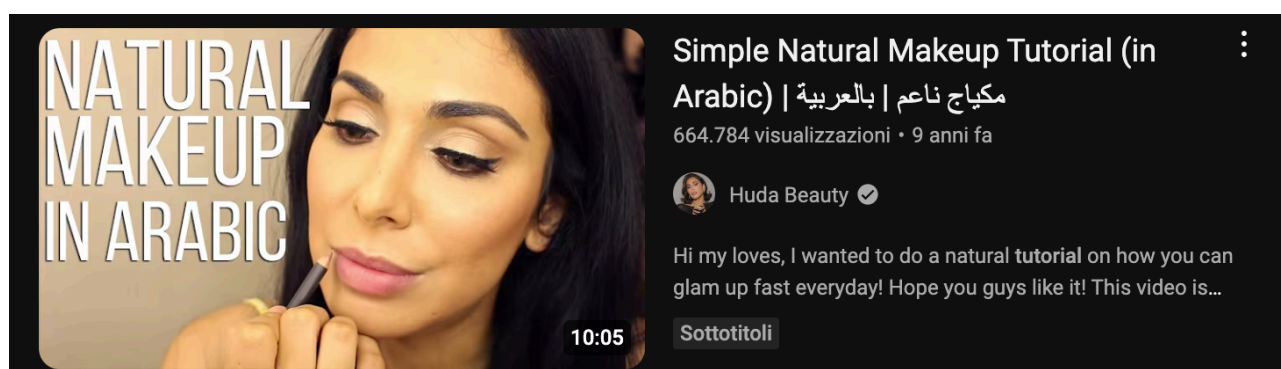 NATURAL
MAKEUP
IN ARABIC
10:05
Simple Natural Makeup Tutorial (in
Arabic) | مكياج ناعم | بالعربية
664.784 visualizzazioni • 9 anni fa
Huda Beauty
Hi my loves, I wanted to do a natural tutorial on how you can
glam up fast everyday! Hope you guys like it! This video is...
Sottotitoli